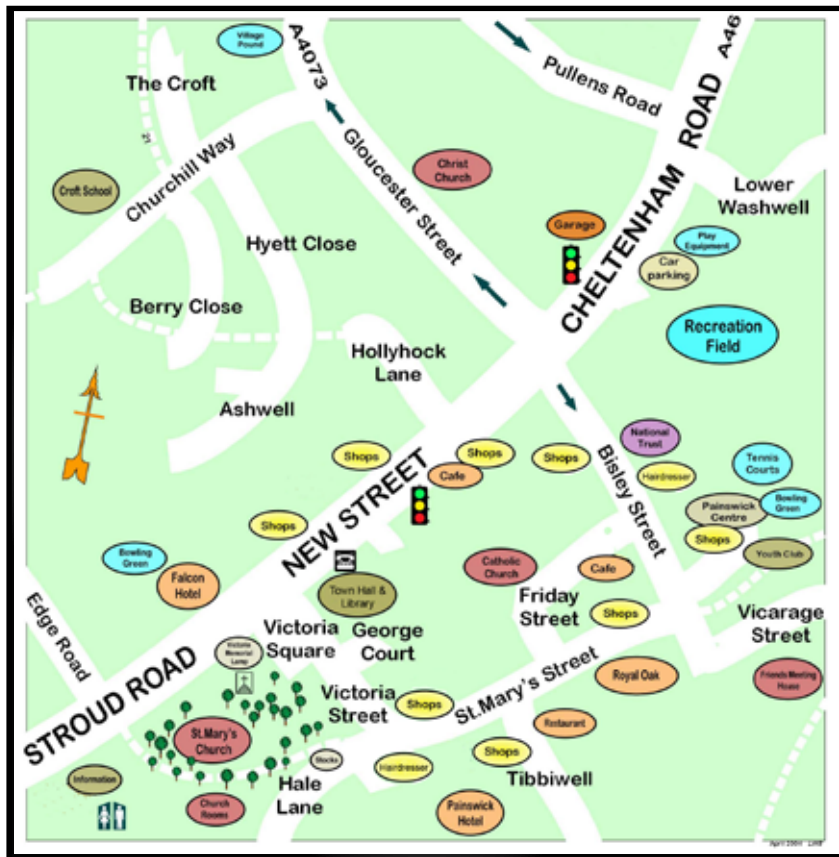 Village
Pound
A4073
A46
The Croft
Pullens Road
Churchill Way
Gloucester Street
Christ
Church
CHELTENHAM ROAD
Croft School
Lower
Washwell
Garage
Play
Equipment
Car
parking
Hyett Close
Berry Close
Recreation
Field
Hollyhock
Lane
Ashwell
National
Trust
Shops
Shops
Shops
Cafe
Hairdresser
Tennis
Courts
Bisley Street
NEW STREET
Painswick
Centre
Bowling
Green
Shops
Shops
Youth Club
Bowling
Green
Falcon
Hotel
Town Hall &
Library
Catholic
Church
Cafe
Friday
Street
Shops
Vicarage
Street
Edge Road
Victoria
Square
George
Court
Victoria
Memorial
Lamp
Royal Oak
Friends Meeting
House
St.Mary's Street
Victoria
Street
Shops
STROUD ROAD
St.Mary's
Church
Restaurant
Stocks
Hairdresser
Shops
Tibbiwell
Information
Hale
Lane
Church
Rooms
Painswick
Hotel